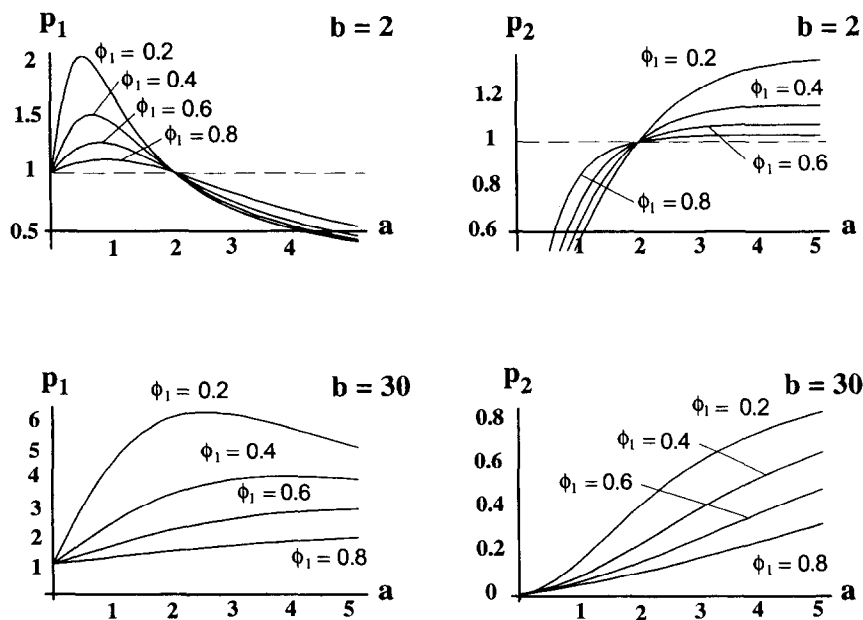 p₁
b = 2
2
1.5
1
0.5
ϕ₁ = 0.2
ϕ₁ = 0.4
ϕ₁ = 0.6
ϕ₁ = 0.8
1 2 3 4 a
p₂
b = 2
1.2
1
0.8
0.6
ϕ₁ = 0.2
ϕ₁ = 0.4
ϕ₁ = 0.6
ϕ₁ = 0.8
1 2 3 4 5 a
p₁
b = 30
6
5
4
3
2
1
ϕ₁ = 0.2
ϕ₁ = 0.4
ϕ₁ = 0.6
ϕ₁ = 0.8
1 2 3 4 5 a
p₂
b = 30
0.8
0.6
0.4
0.2
0
ϕ₁ = 0.2
ϕ₁ = 0.4
ϕ₁ = 0.6
ϕ₁ = 0.8
1 2 3 4 5 a